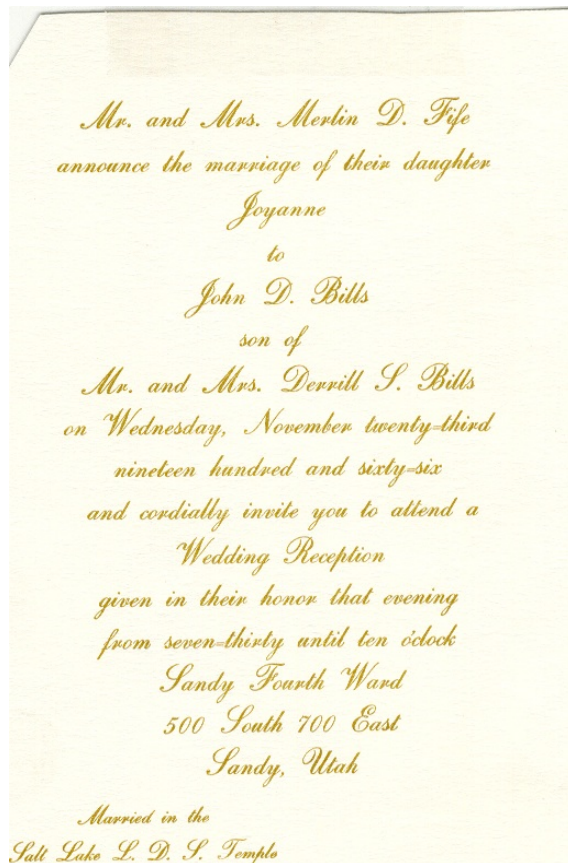 Mr. and Mrs. Merlin D. Fife
announce the marriage of their daughter
Joyanne
to
John D. Bills
son of
Mr. and Mrs. Derrill S. Bills
on Wednesday, November twenty-third
nineteen hundred and sixty-six
and cordially invite you to attend a
Wedding Reception
given in their honor that evening
from seven-thirty until ten o'clock
Sandy Fourth Ward
500 South 700 East
Sandy, Utah
Married in the
Salt Lake L. D. S. Temple